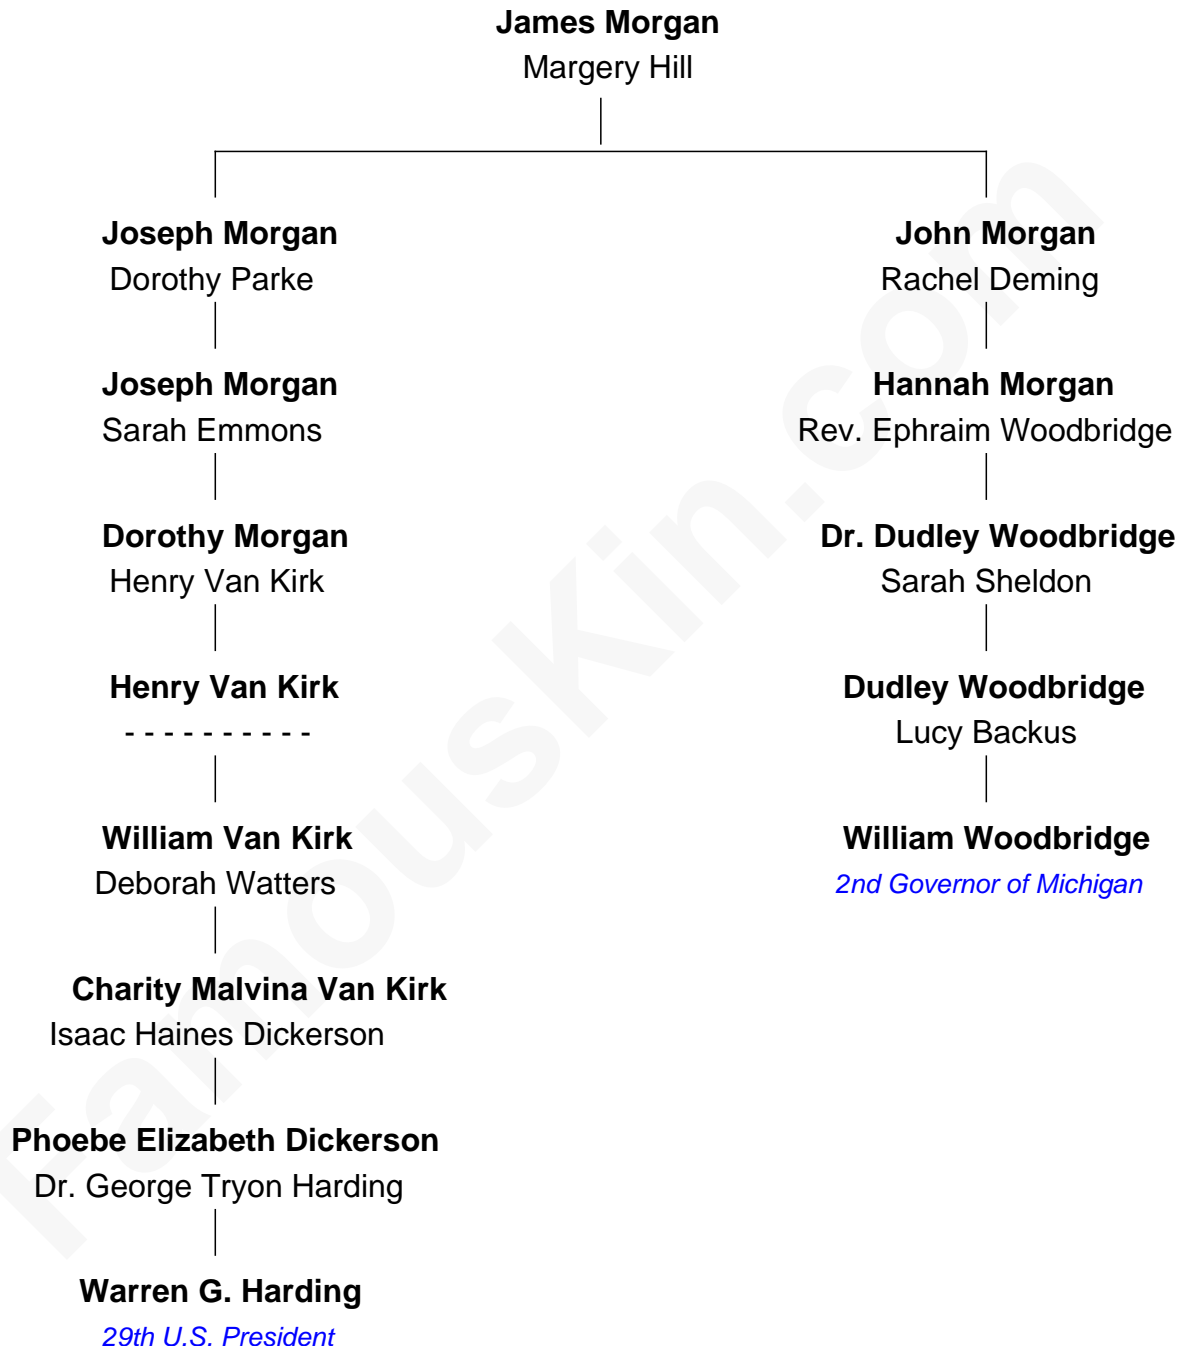 James Morgan
Margery Hill
Joseph Morgan
Dorothy Parke
Joseph Morgan
Sarah Emmons
Dorothy Morgan
Henry Van Kirk
Henry Van Kirk
- - - - - - - - - -
William Van Kirk
Deborah Watters
Charity Malvina Van Kirk
Isaac Haines Dickerson
Phoebe Elizabeth Dickerson
Dr. George Tryon Harding
Warren G. Harding
29th U.S. President
John Morgan
Rachel Deming
Hannah Morgan
Rev. Ephraim Woodbridge
Dr. Dudley Woodbridge
Sarah Sheldon
Dudley Woodbridge
Lucy Backus
William Woodbridge
2nd Governor of Michigan
FamousKin.com